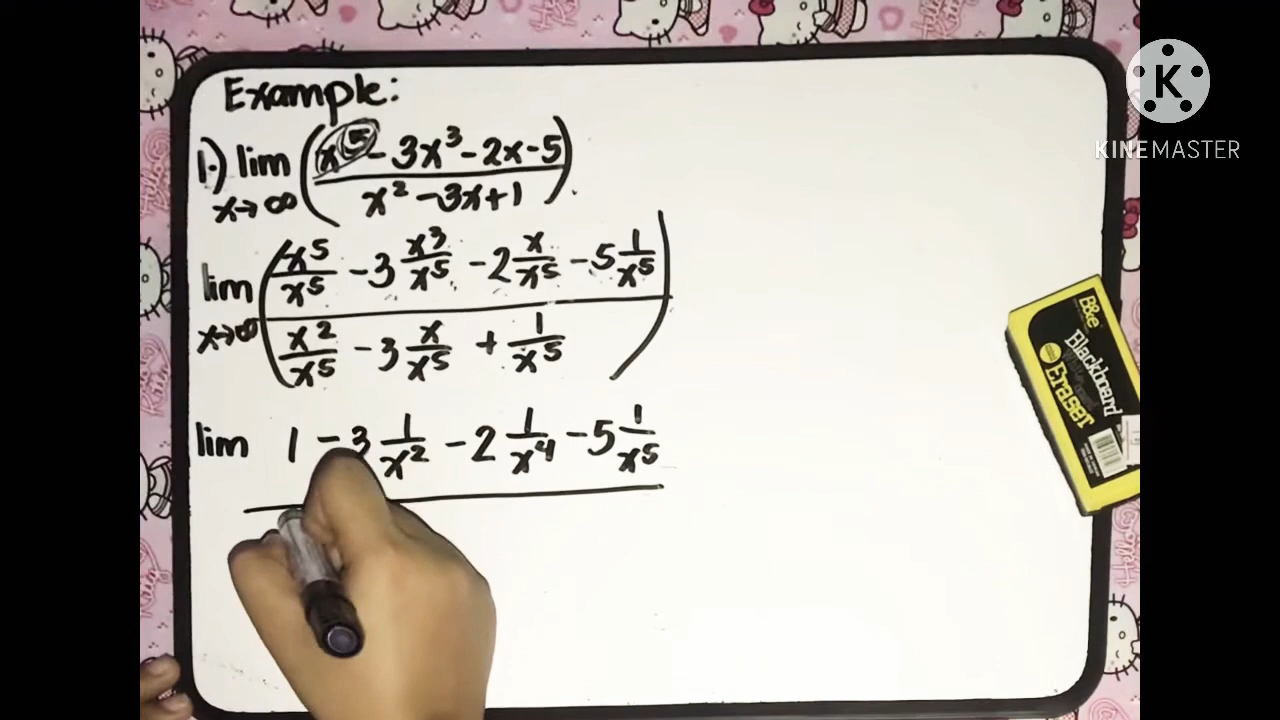 Example:
1.) lim x→∞ (x⁵ - 3x³ - 2x - 5 / x² - 3x + 1)
lim x→∞ (x⁵/x⁵ - 3 x³/x⁵ - 2 x/x⁵ - 5 1/x⁵ / x²/x⁵ - 3 x/x⁵ + 1/x⁵)
lim 1 - 3 1/x² - 2 1/x⁴ - 5 1/x⁵
K
KINEMASTER
B&e
Blackboard
Eraser